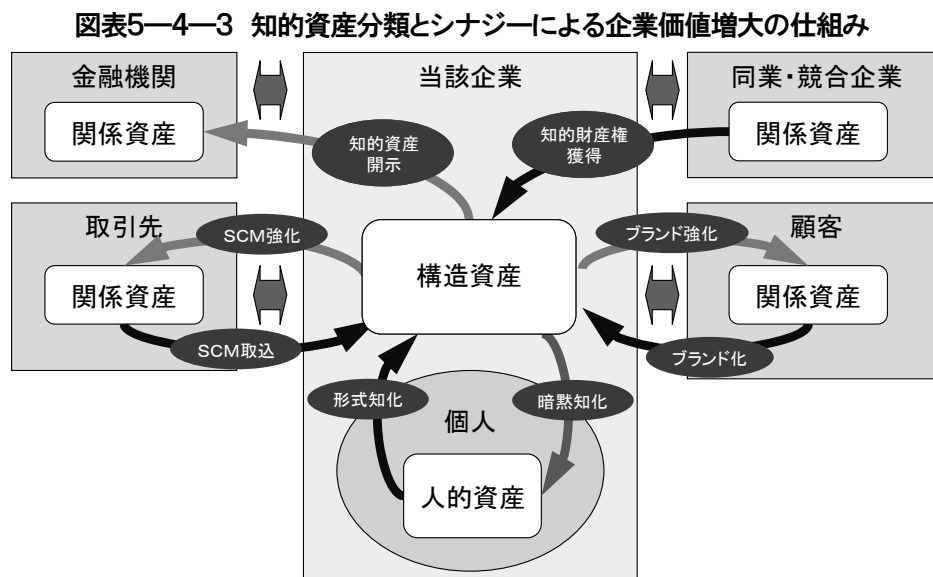 図表5―4―3 知的資産分類とシナジーによる企業価値増大の仕組み
金融機関
当該企業
同業・競合企業
関係資産
知的資産
開示
知的財産権
獲得
関係資産
取引先
SCM強化
ブランド強化
顧客
関係資産
構造資産
関係資産
SCM取込
ブランド化
形式知化
暗黙知化
個人
人的資産